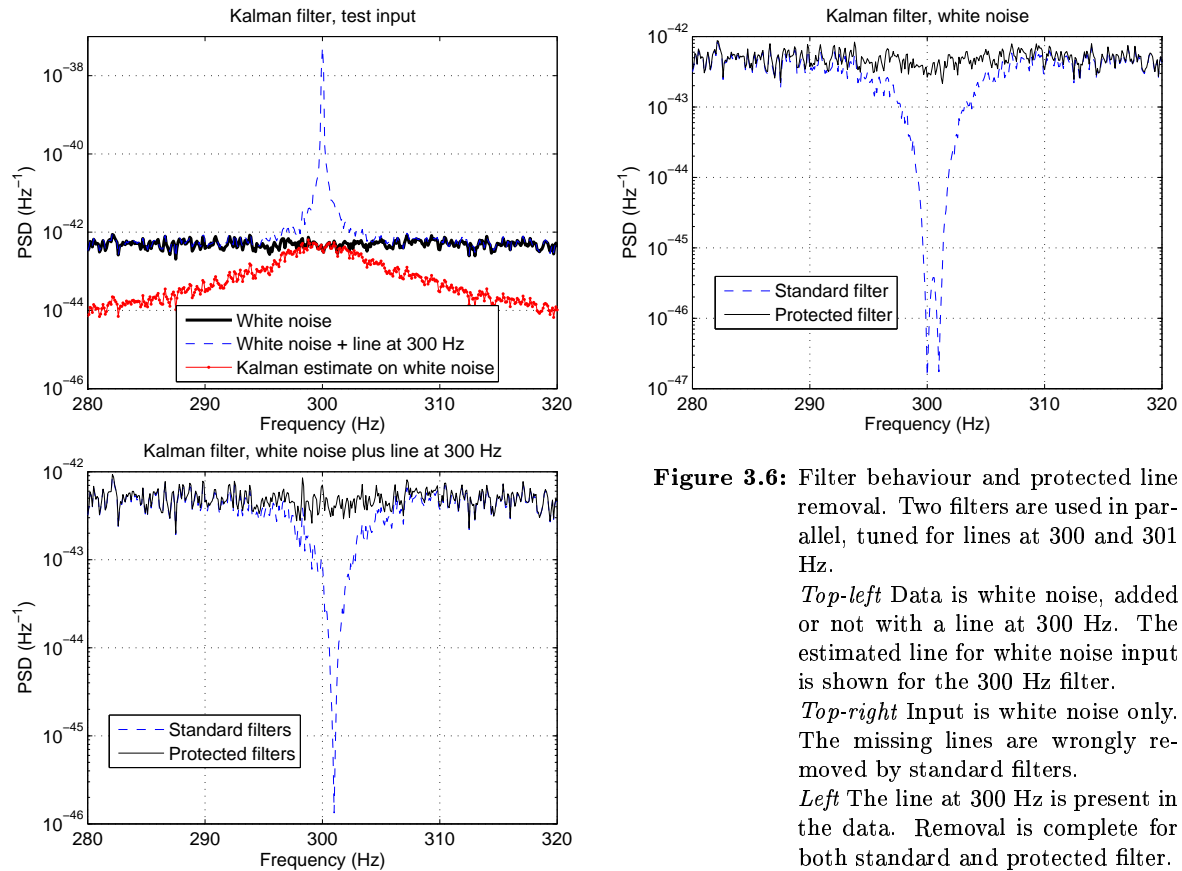 Kalman filter, test input
10⁻³⁸
10⁻⁴⁰
10⁻⁴²
10⁻⁴⁴
10⁻⁴⁶
PSD (Hz⁻¹)
White noise
White noise + line at 300 Hz
Kalman estimate on white noise
280 290 300 310 320
Frequency (Hz)
Kalman filter, white noise
10⁻⁴²
10⁻⁴³
10⁻⁴⁴
10⁻⁴⁵
10⁻⁴⁶
10⁻⁴⁷
PSD (Hz⁻¹)
Standard filter
Protected filter
280 290 300 310 320
Frequency (Hz)
Kalman filter, white noise plus line at 300 Hz
10⁻⁴²
10⁻⁴³
10⁻⁴⁴
10⁻⁴⁵
10⁻⁴⁶
PSD (Hz⁻¹)
Standard filters
Protected filters
280 290 300 310 320
Frequency (Hz)
Figure 3.6: Filter behaviour and protected line
removal. Two filters are used in par-
allel, tuned for lines at 300 and 301
Hz.
Top-left Data is white noise, added
or not with a line at 300 Hz. The
estimated line for white noise input
is shown for the 300 Hz filter.
Top-right Input is white noise only.
The missing lines are wrongly re-
moved by standard filters.
Left The line at 300 Hz is present in
the data. Removal is complete for
both standard and protected filter.